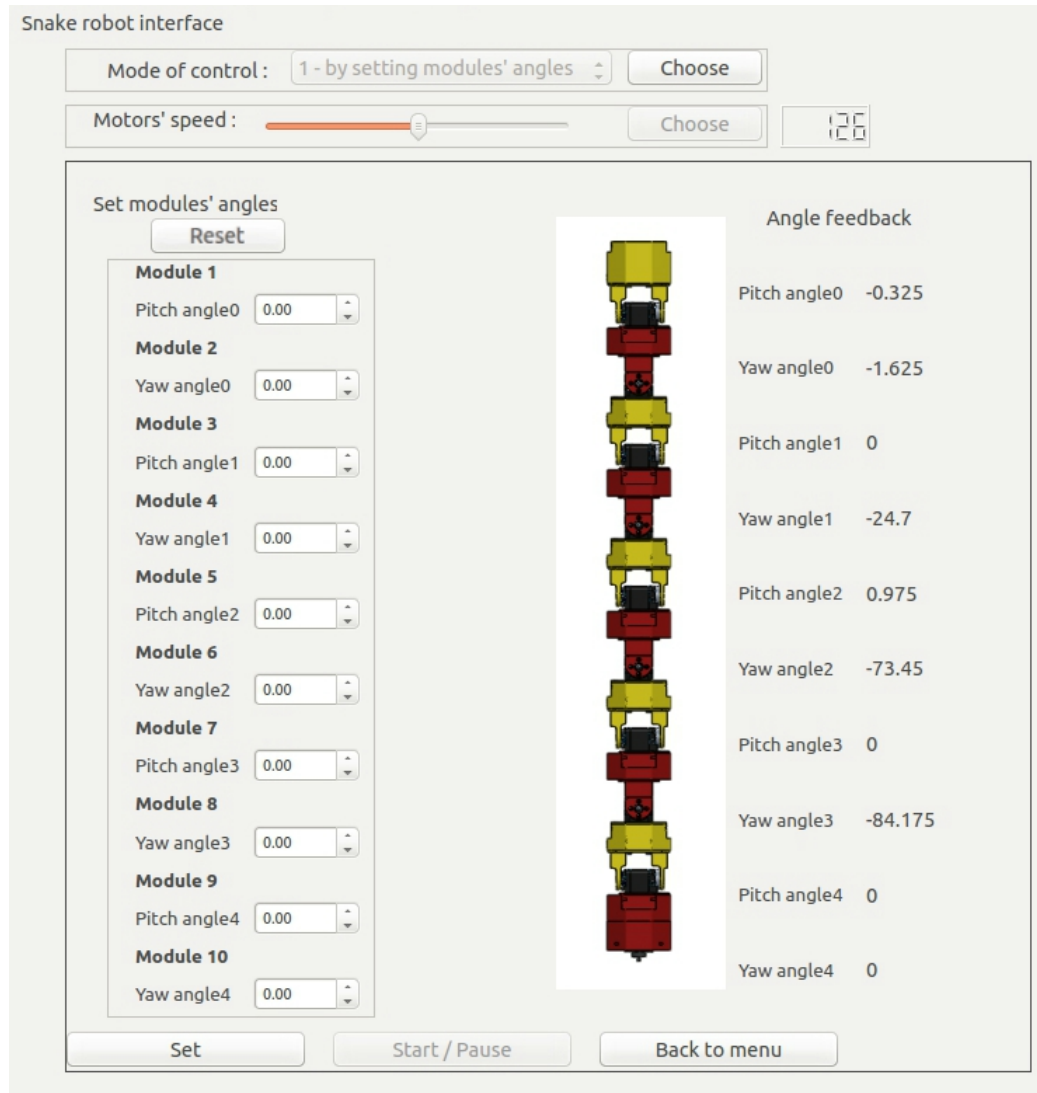 Snake robot interface
Mode of control : 1 - by setting modules' angles Choose
Motors' speed : Choose 126
Set modules' angles
Reset
Angle feedback
Module 1
Pitch angle0 0.00
Pitch angle0 -0.325
Module 2
Yaw angle0 0.00
Yaw angle0 -1.625
Module 3
Pitch angle1 0.00
Pitch angle1 0
Module 4
Yaw angle1 0.00
Yaw angle1 -24.7
Module 5
Pitch angle2 0.00
Pitch angle2 0.975
Module 6
Yaw angle2 0.00
Yaw angle2 -73.45
Module 7
Pitch angle3 0.00
Pitch angle3 0
Module 8
Yaw angle3 0.00
Yaw angle3 -84.175
Module 9
Pitch angle4 0.00
Pitch angle4 0
Module 10
Yaw angle4 0.00
Yaw angle4 0
Set Start / Pause Back to menu